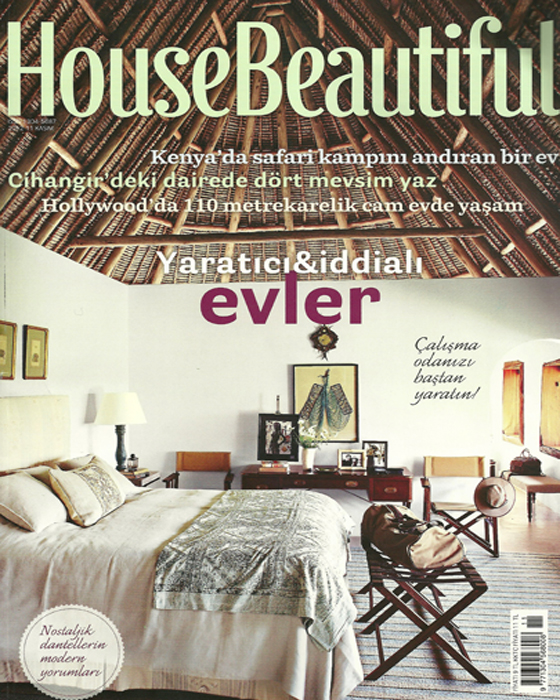 HouseBeautiful
Kenya'da safari kampını andıran bir ev
Cihangir'deki dairede dört mevsim yaz
Hollywood'da 110 metrekarelik cam evde yaşam
Yaratıcı&iddialı
evler
Çalışma
odanızı
baştan
yaratın!
Nostaljik
dantellerin
modern
yorumları
11